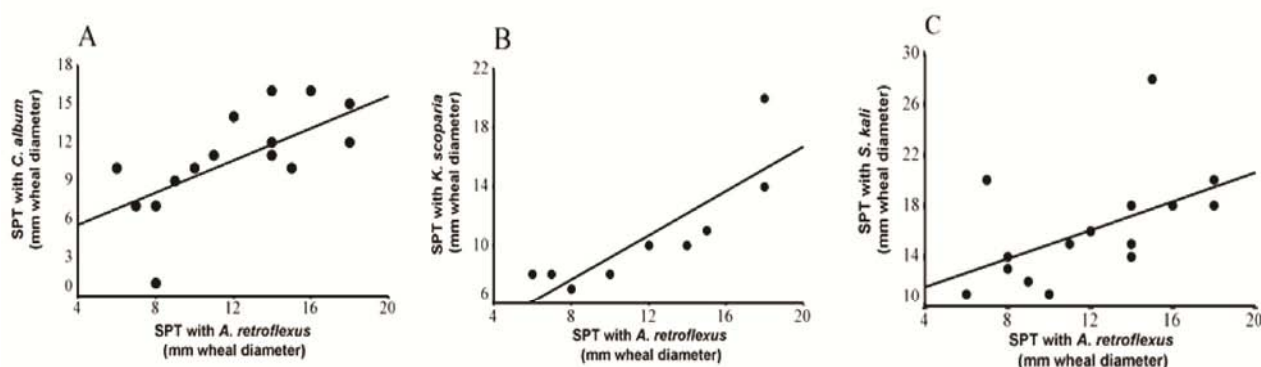 A
SPT with C. album
(mm wheal diameter)
18
15
12
9
6
3
0
4
8
12
16
20
SPT with A. retroflexus
(mm wheal diameter)
B
SPT with K. scoparia
(mm wheal diameter)
22
18
14
10
6
4
8
12
16
20
SPT with A. retroflexus
(mm wheal diameter)
C
SPT with S. kali
(mm wheal diameter)
30
26
22
18
14
10
4
8
12
16
20
SPT with A. retroflexus
(mm wheal diameter)